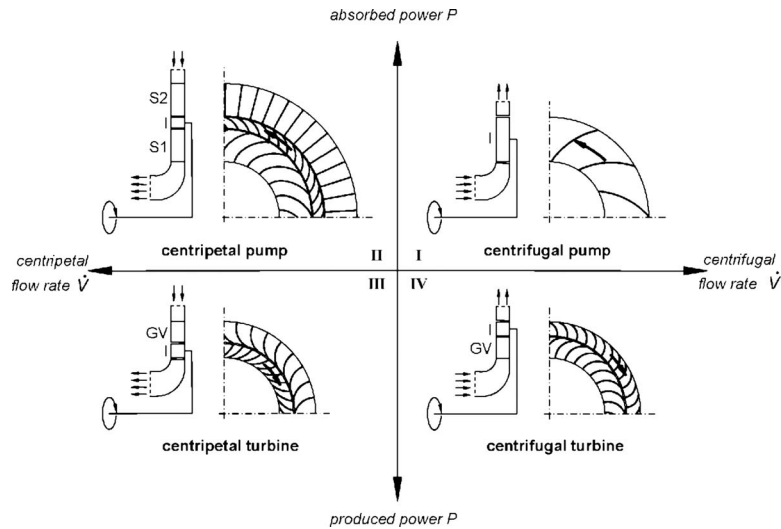 absorbed power P
S2
I
S1
I
centripetal pump
II
I
centrifugal pump
centripetal
flow rate V̇
centrifugal
flow rate V̇
III
IV
GV
I
I
GV
centripetal turbine
centrifugal turbine
produced power P